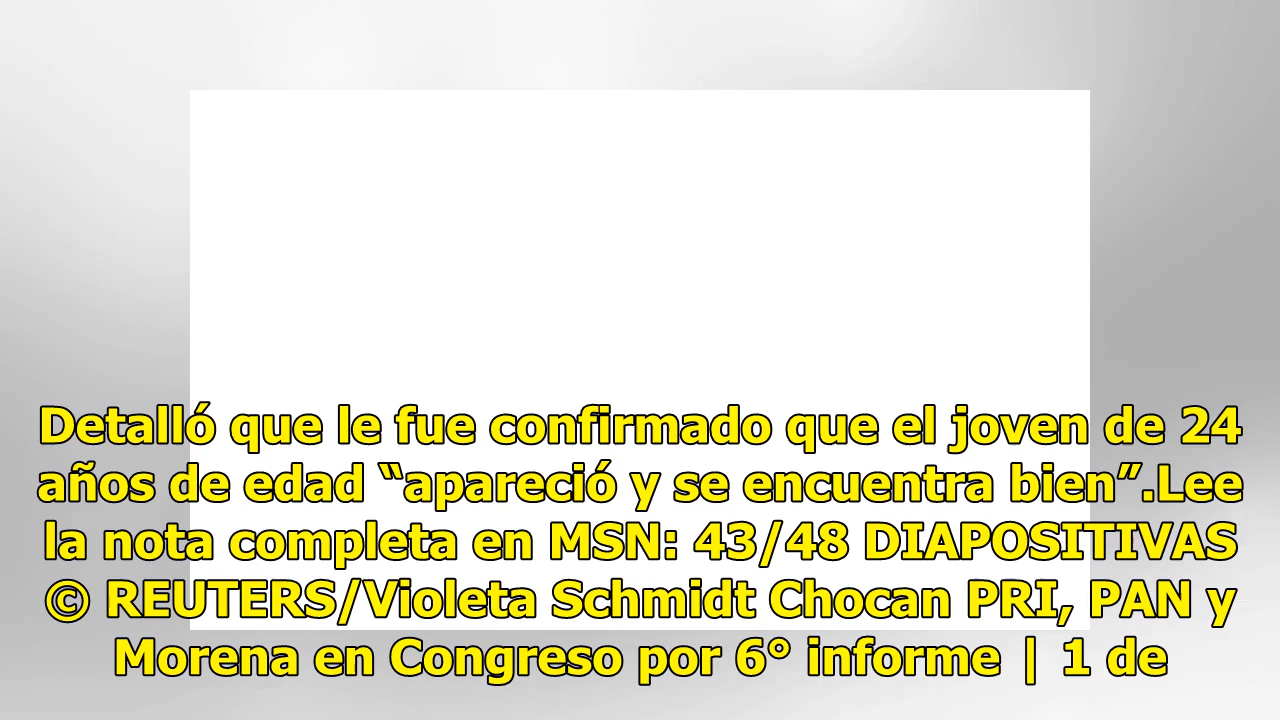 Detalló que le fue confirmado que el joven de 24
años de edad “apareció y se encuentra bien”.Lee
la nota completa en MSN: 43/48 DIAPOSITIVAS
© REUTERS/Violeta Schmidt Chocan PRI, PAN y
Morena en Congreso por 6° informe | 1 de